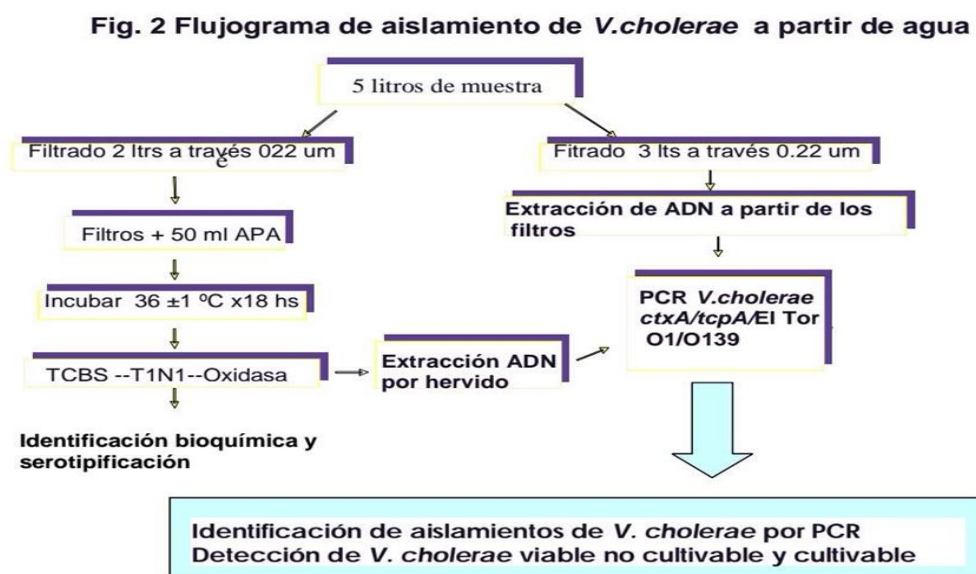 Fig. 2 Flujograma de aislamiento de V.cholerae a partir de agua
5 litros de muestra
Filtrado 2 ltrs a través 022 um
é
Fitrado 3 lts a través 0.22 um
Filtros + 50 ml APA
Extracción de ADN a partir de los
filtros
Incubar 36 ±1 ºC x18 hs
PCR V.cholerae
ctxA/tcpA/El Tor
O1/O139
TCBS --T1N1--Oxidasa
Extracción ADN
por hervido
Identificación bioquímica y
serotipificación
Identificación de aislamientos de V. cholerae por PCR
Detección de V. cholerae viable no cultivable y cultivable